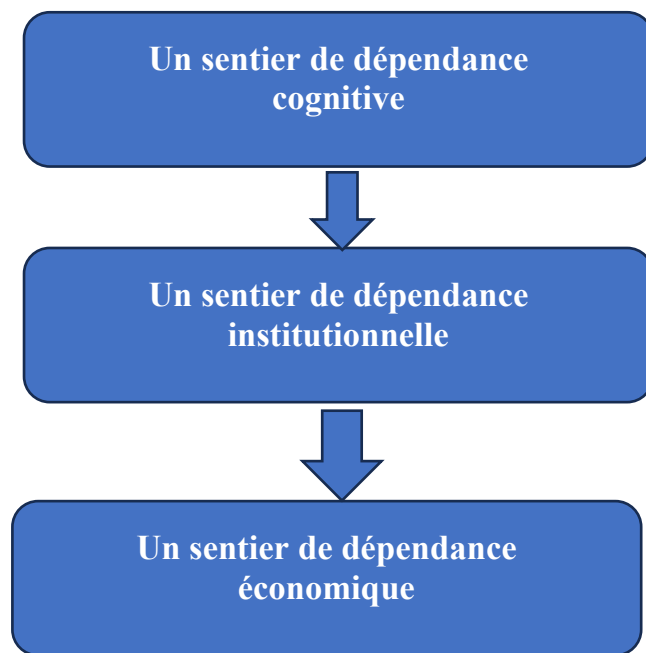 Un sentier de dépendance
cognitive
Un sentier de dépendance
institutionnelle
Un sentier de dépendance
économique